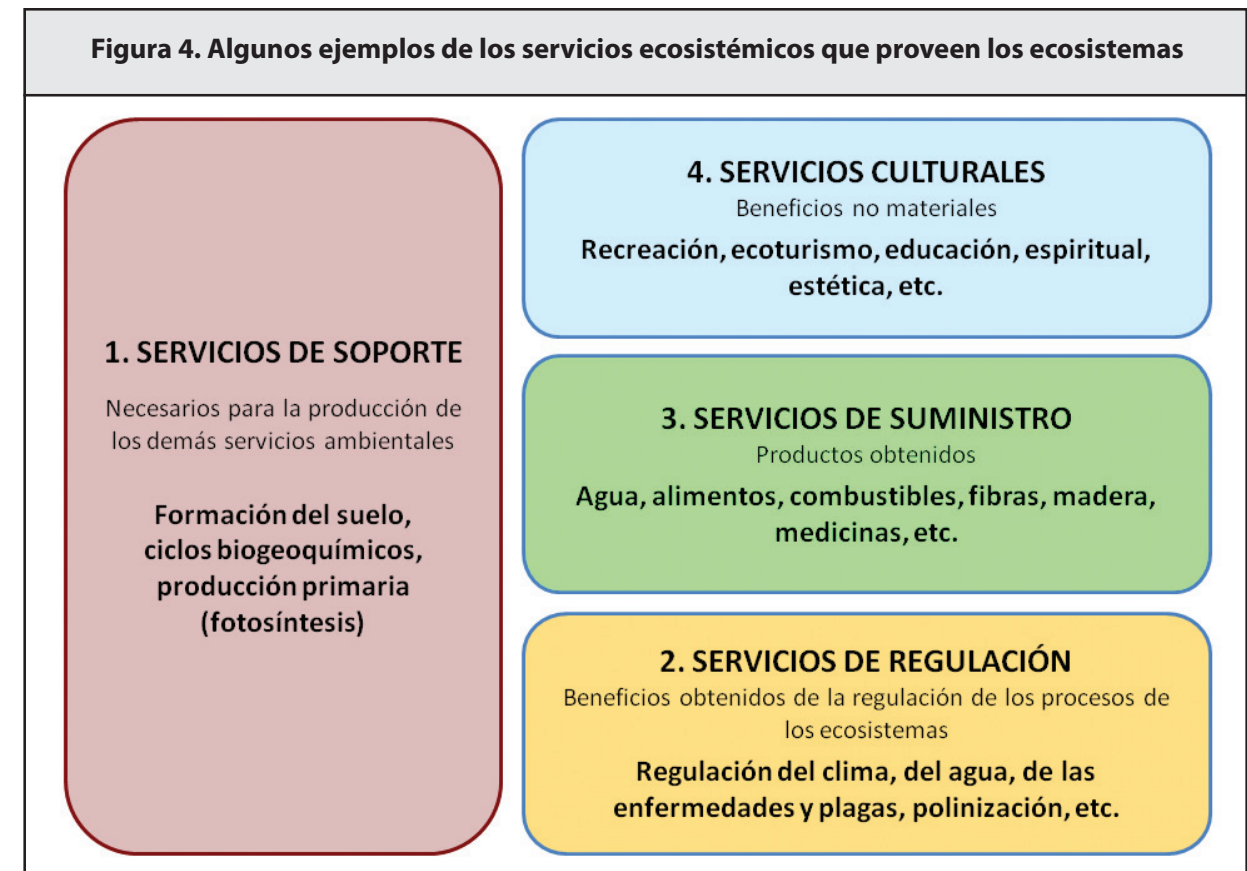 Figura 4. Algunos ejemplos de los servicios ecosistémicos que proveen los ecosistemas
1. SERVICIOS DE SOPORTE
Necesarios para la producción de
los demás servicios ambientales
Formación del suelo,
ciclos biogeoquímicos,
producción primaria
(fotosíntesis)
4. SERVICIOS CULTURALES
Beneficios no materiales
Recreación, ecoturismo, educación, espiritual,
estética, etc.
3. SERVICIOS DE SUMINISTRO
Productos obtenidos
Agua, alimentos, combustibles, fibras, madera,
medicinas, etc.
2. SERVICIOS DE REGULACIÓN
Beneficios obtenidos de la regulación de los procesos de
los ecosistemas
Regulación del clima, del agua, de las
enfermedades y plagas, polinización, etc.